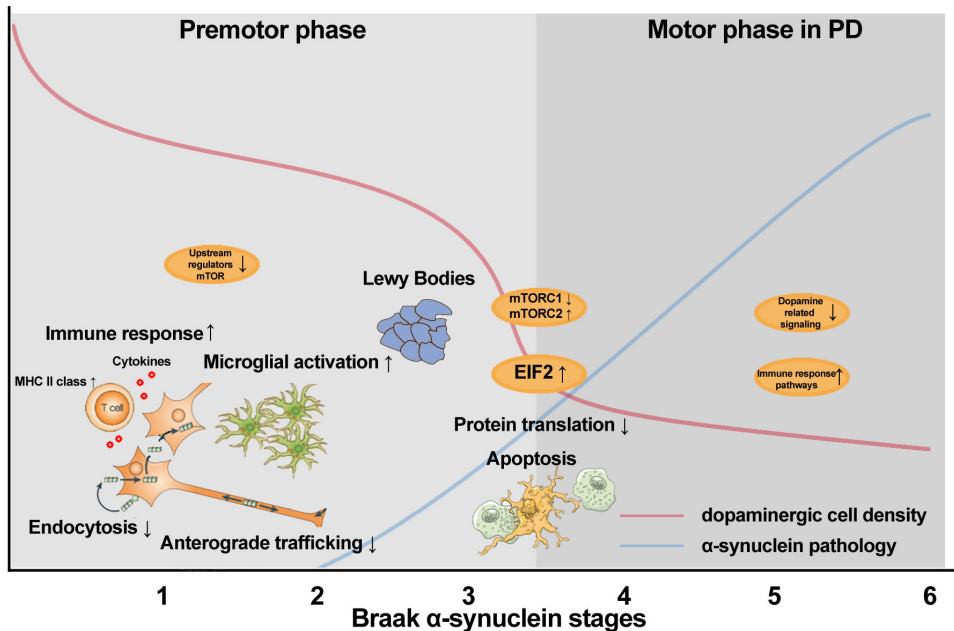 Premotor phase
Motor phase in PD
Upstream
regulators ↓
mTOR
Lewy Bodies
mTORC1 ↓
mTORC2 ↑
Dopamine
related ↓
signaling
Immune response ↑
Cytokines
MHC II class ↑
T cell
Microglial activation ↑
EIF2 ↑
Immune response ↑
pathways
Protein translation ↓
Apoptosis
Endocytosis ↓
Anterograde trafficking ↓
dopaminergic cell density
α-synuclein pathology
1 2 3 4 5 6
Braak α-synuclein stages